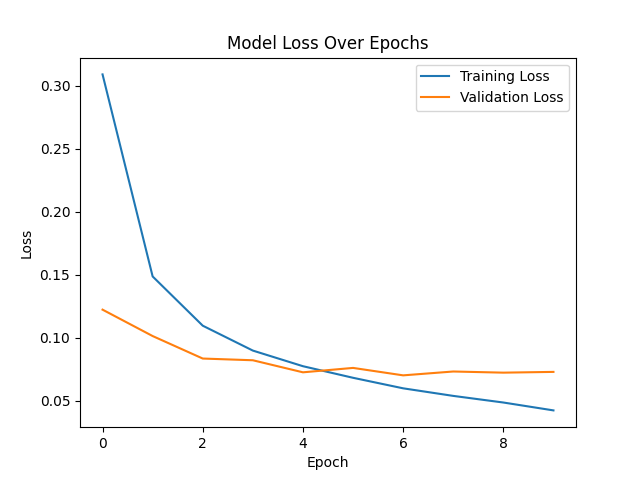 Model Loss Over Epochs
Training Loss
Validation Loss
0.30
0.25
0.20
0.15
0.10
0.05
Loss
0 2 4 6 8
Epoch